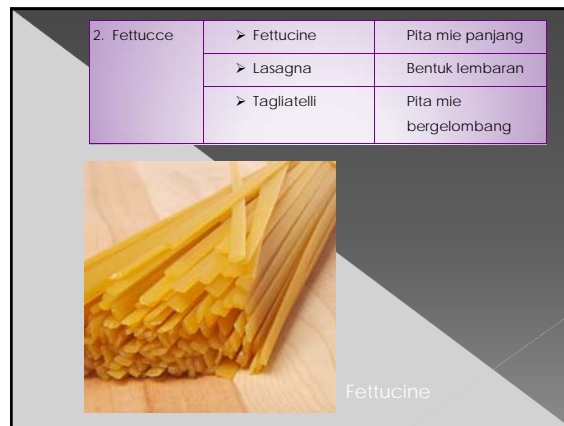 2. Fettucce
➢ Fettucine
Pita mie panjang
➢ Lasagna
Bentuk lembaran
➢ Tagliatelli
Pita mie
bergelombang
Fettucine